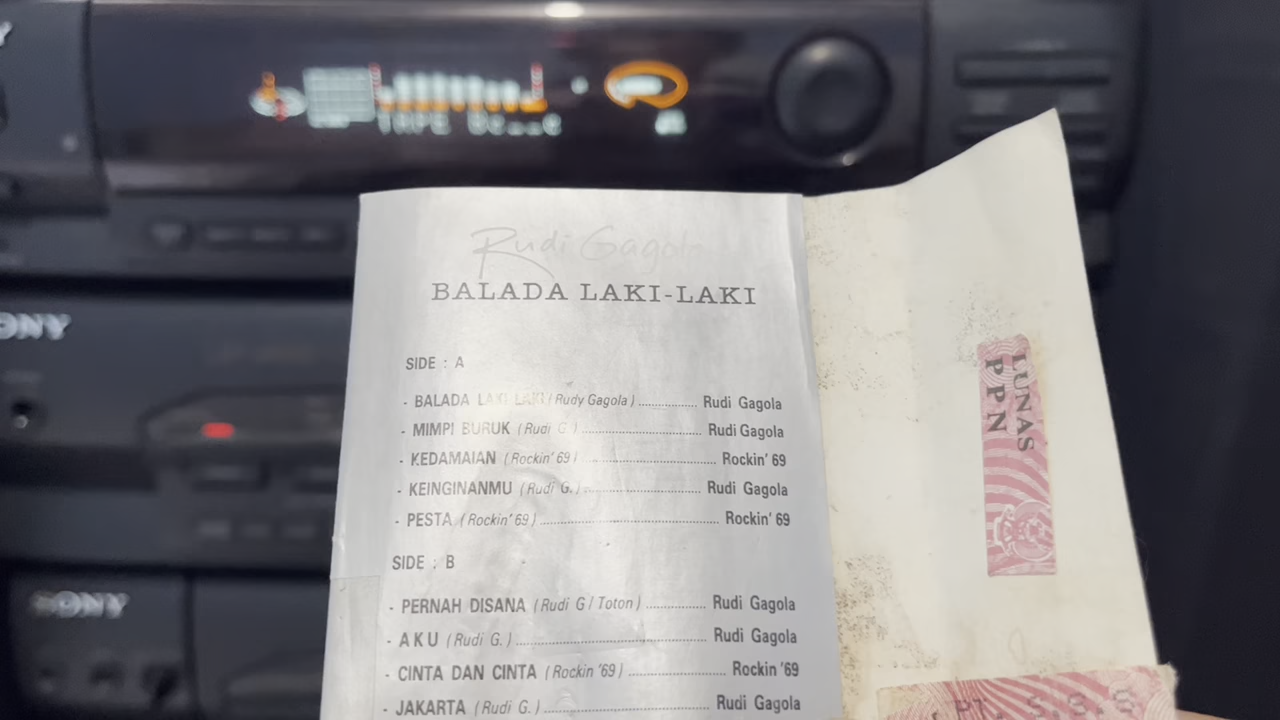 SONY
SONY
TAPE
Rudi Gagola
BALADA LAKI-LAKI
SIDE : A
- BALADA LAKI LAKI (Rudy Gagola) .................. Rudi Gagola
- MIMPI BURUK (Rudi G.) .................. Rudi Gagola
- KEDAMAIAN (Rockin' 69) .................. Rockin' 69
- KEINGINANMU (Rudi G.) .................. Rudi Gagola
- PESTA (Rockin' 69) .................. Rockin' 69
SIDE : B
- PERNAH DISANA (Rudi G / Toton) .................. Rudi Gagola
- AKU (Rudi G.) .................. Rudi Gagola
- CINTA DAN CINTA (Rockin '69) .................. Rockin '69
- JAKARTA (Rudi G.) .................. Rudi Gagola
LUNAS
PPN